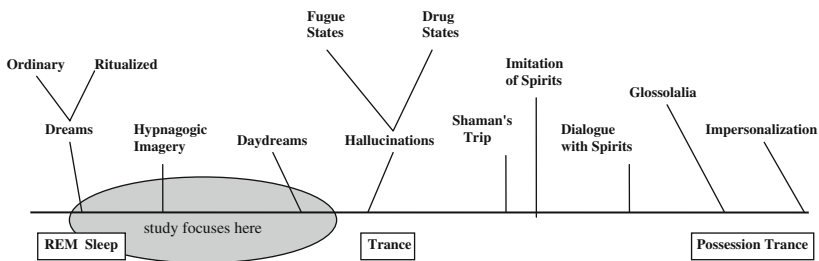 Fugue
States
Drug
States
Ordinary
Ritualized
Imitation
of Spirits
Dreams
Hypnagogic
Imagery
Daydreams
Hallucinations
Shaman's
Trip
Dialogue
with Spirits
Glossolalia
Impersonalization
study focuses here
REM Sleep
Trance
Possession Trance